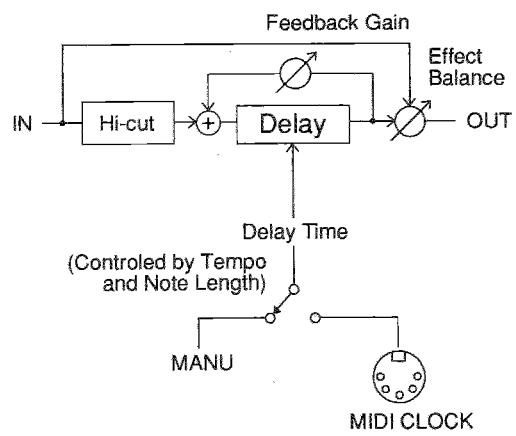 Feedback Gain
Effect
Balance
IN
Hi-cut
+
Delay
OUT
Delay Time
(Controled by Tempo
and Note Length)
MANU
MIDI CLOCK